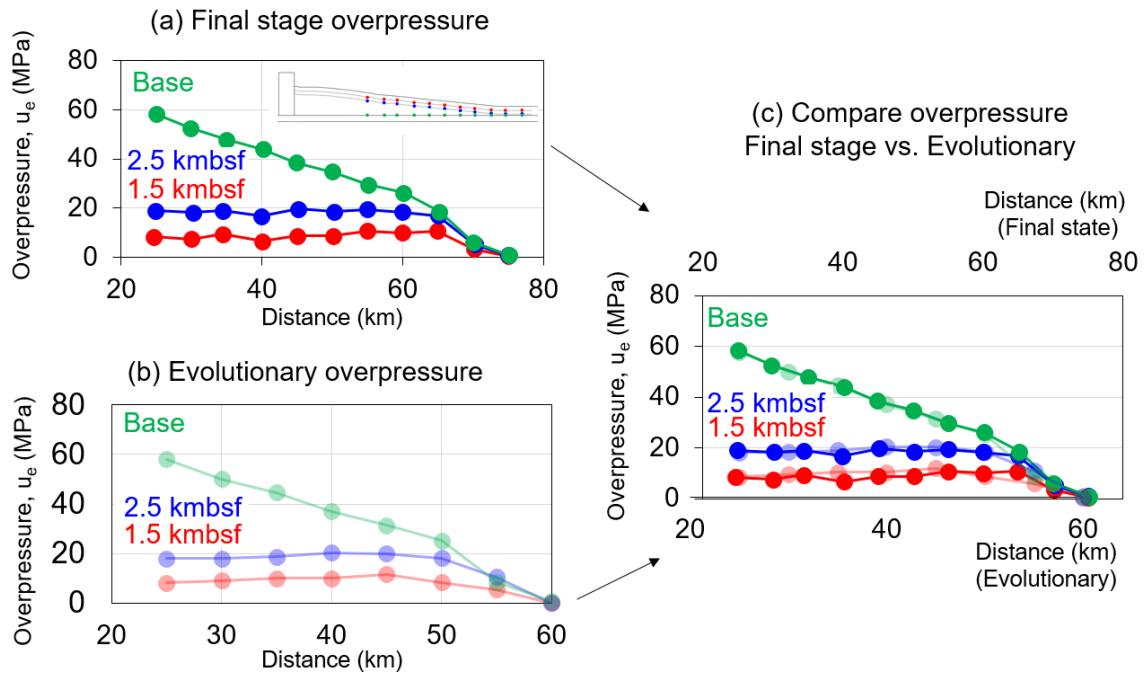 (a) Final stage overpressure
Overpressure, u_e (MPa)
80
60
40
20
0
Base
2.5 kmbsf
1.5 kmbsf
20 40 60 80
Distance (km)
(b) Evolutionary overpressure
Overpressure, u_e (MPa)
80
60
40
20
0
Base
2.5 kmbsf
1.5 kmbsf
20 30 40 50 60
Distance (km)
(c) Compare overpressure
Final stage vs. Evolutionary
Distance (km)
(Final state)
20 40 60 80
Overpressure, u_e (MPa)
80
60
40
20
0
Base
2.5 kmbsf
1.5 kmbsf
20 40 60
Distance (km)
(Evolutionary)